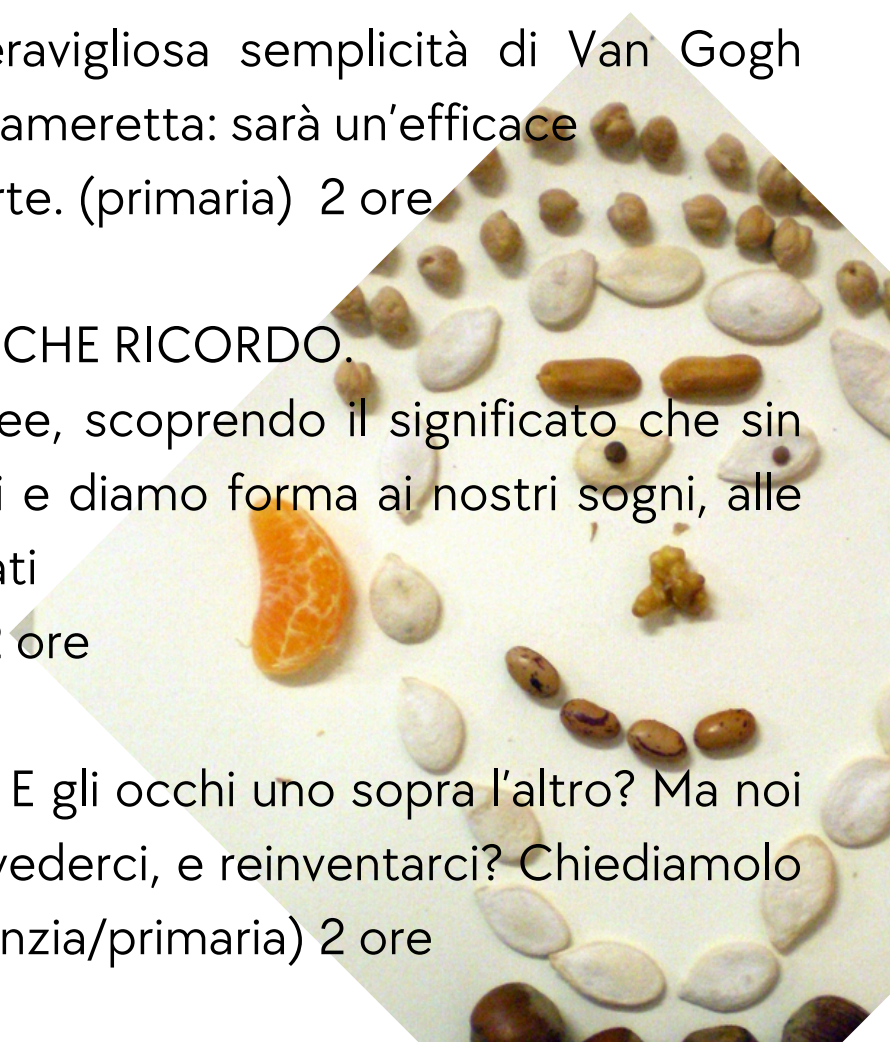 eravigliosa semplicità di Van Gogh
ameretta: sarà un'efficace
rte. (primaria) 2 ore
CHE RICORDO.
ee, scoprendo il significato che sin
i e diamo forma ai nostri sogni, alle
ati
2 ore
E gli occhi uno sopra l'altro? Ma noi
vederci, e reinventarci? Chiediamolo
nzia/primaria) 2 ore